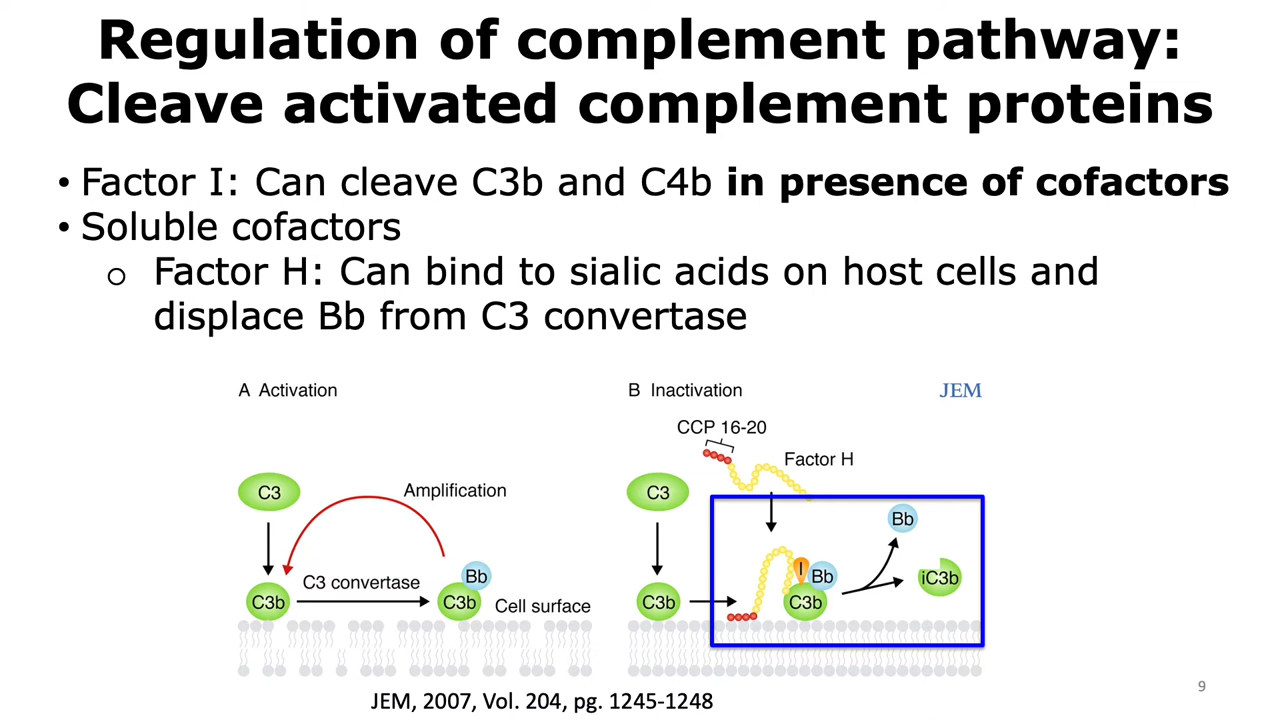 Regulation of complement pathway:
Cleave activated complement proteins
• Factor I: Can cleave C3b and C4b in presence of cofactors
• Soluble cofactors
o Factor H: Can bind to sialic acids on host cells and
displace Bb from C3 convertase
A Activation
C3
Amplification
C3 convertase
Bb
C3b
C3b
Cell surface
B Inactivation
JEM
CCP 16-20
Factor H
C3
Bb
I
Bb
iC3b
C3b
C3b
JEM, 2007, Vol. 204, pg. 1245-1248
9